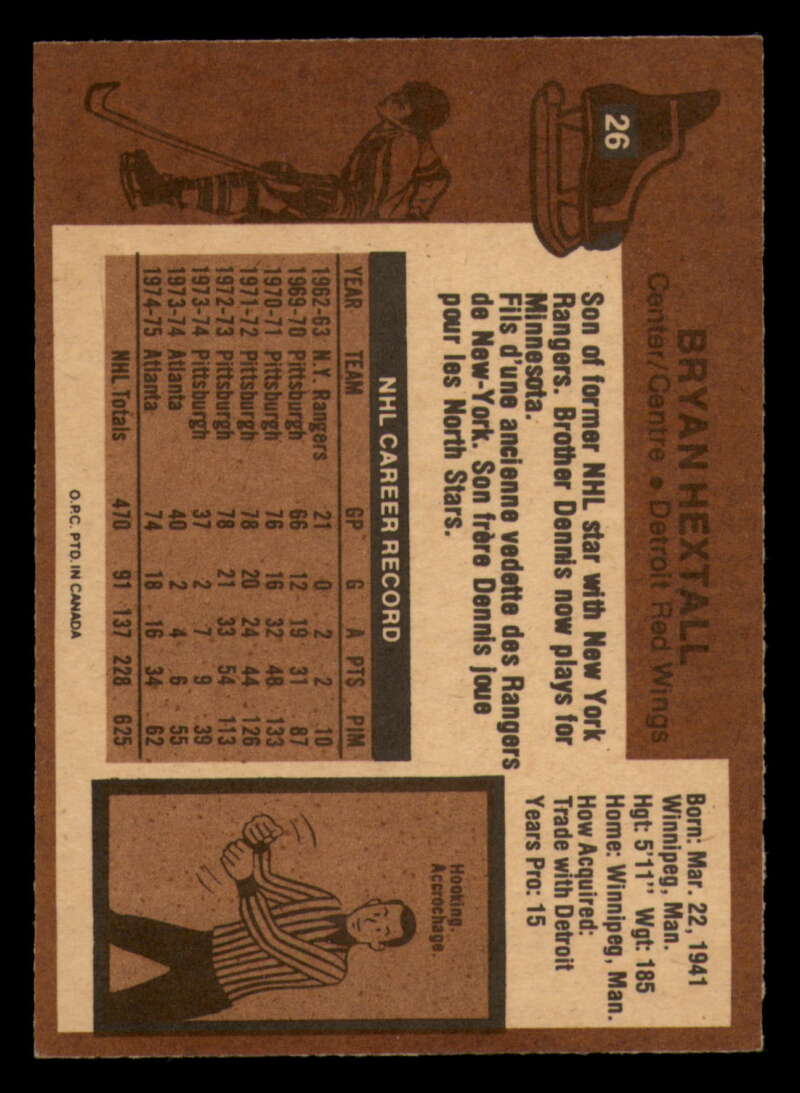 26
BRYAN HEXTALL
Center/Centre • Detroit Red Wings
Born: Mar. 22, 1941
Winnipeg, Man.
Hgt: 5'11" Wgt: 185
Home: Winnipeg, Man.
How Acquired:
Trade with Detroit
Years Pro: 15
Son of former NHL star with New York
Rangers. Brother Dennis now plays for
Minnesota.
Fils d'une ancienne vedette des Rangers
de New-York. Son frère Dennis joue
pour les North Stars.
NHL CAREER RECORD
YEAR TEAM GP G A PTS PIM
1962-63 N.Y. Rangers 21 0 2 2 10
1969-70 Pittsburgh 66 12 19 31 87
1970-71 Pittsburgh 76 16 32 48 133
1971-72 Pittsburgh 78 20 24 44 126
1972-73 Pittsburgh 78 21 33 54 113
1973-74 Pittsburgh 37 2 7 9 39
1973-74 Atlanta 40 2 4 6 55
1974-75 Atlanta 74 18 16 34 62
NHL Totals 470 91 137 228 625
Hooking.
Accrochage.
O.P.C. PTD. IN CANADA